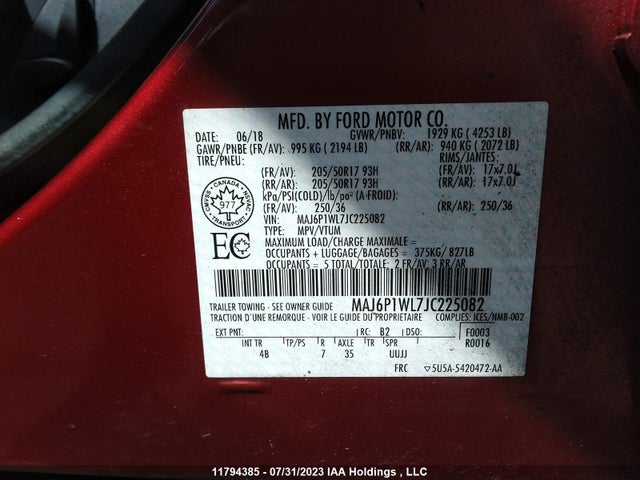 MFD. BY FORD MOTOR CO.
DATE: 06/18 GVWR/PNBV: 1929 KG ( 4253 LB)
GAWR/PNBE (FR/AV): 995 KG ( 2194 LB) (RR/AR): 940 KG ( 2072 LB)
TIRE/PNEU: RIMS/JANTES:
(FR/AV): 205/50R17 93H (FR/AV): 17x7.0J
(RR/AR): 205/50R17 93H (RR/AR): 17x7.0J
kPa/PSI(COLD)/lb/po² (A FROID):
(FR/AV): 250/36 (RR/AR): 250/36
VIN: MAJ6P1WL7JC225082
TYPE: MPV/VTUM
MAXIMUM LOAD/CHARGE MAXIMALE =
OCCUPANTS + LUGGAGE/BAGAGES = 375KG/ 827LB
OCCUPANTS = 5 TOTAL/TOTALE: 2 FR/AV; 3 RR/AR
CANADA
977
TRANSPORT
EC
TRAILER TOWING - SEE OWNER GUIDE MAJ6P1WL7JC225082
TRACTION D'UNE REMORQUE - VOIR LE GUIDE DU PROPRIETAIRE COMPLIES: ICES/NMB-002
EXT PNT: RC: B2 DSO: F0003
INT TR TP/PS R AXLE TR SPR R0016
4B 7 35 UUJJ
FRC ▽5U5A-5420472-AA
11794385 - 07/31/2023 IAA Holdings , LLC